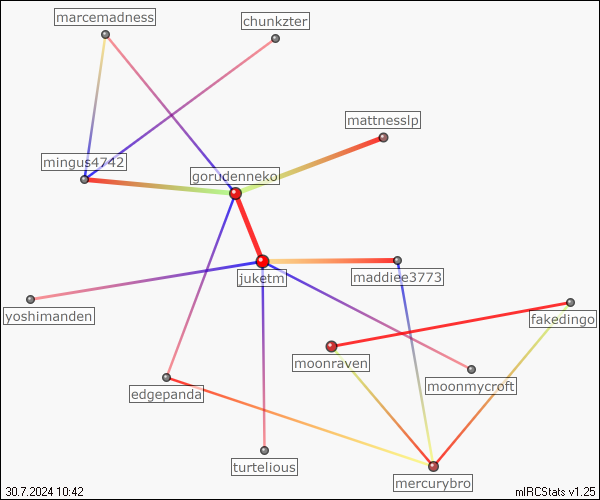 marcemadness
chunkzter
mattnesslp
mingus4742
gorudenneko
juketm
maddiee3773
yoshimanden
fakedingo
moonraven
moonmycroft
edgepanda
turtelious
mercurybro
30.7.2024 10:42
mIRCStats v1.25